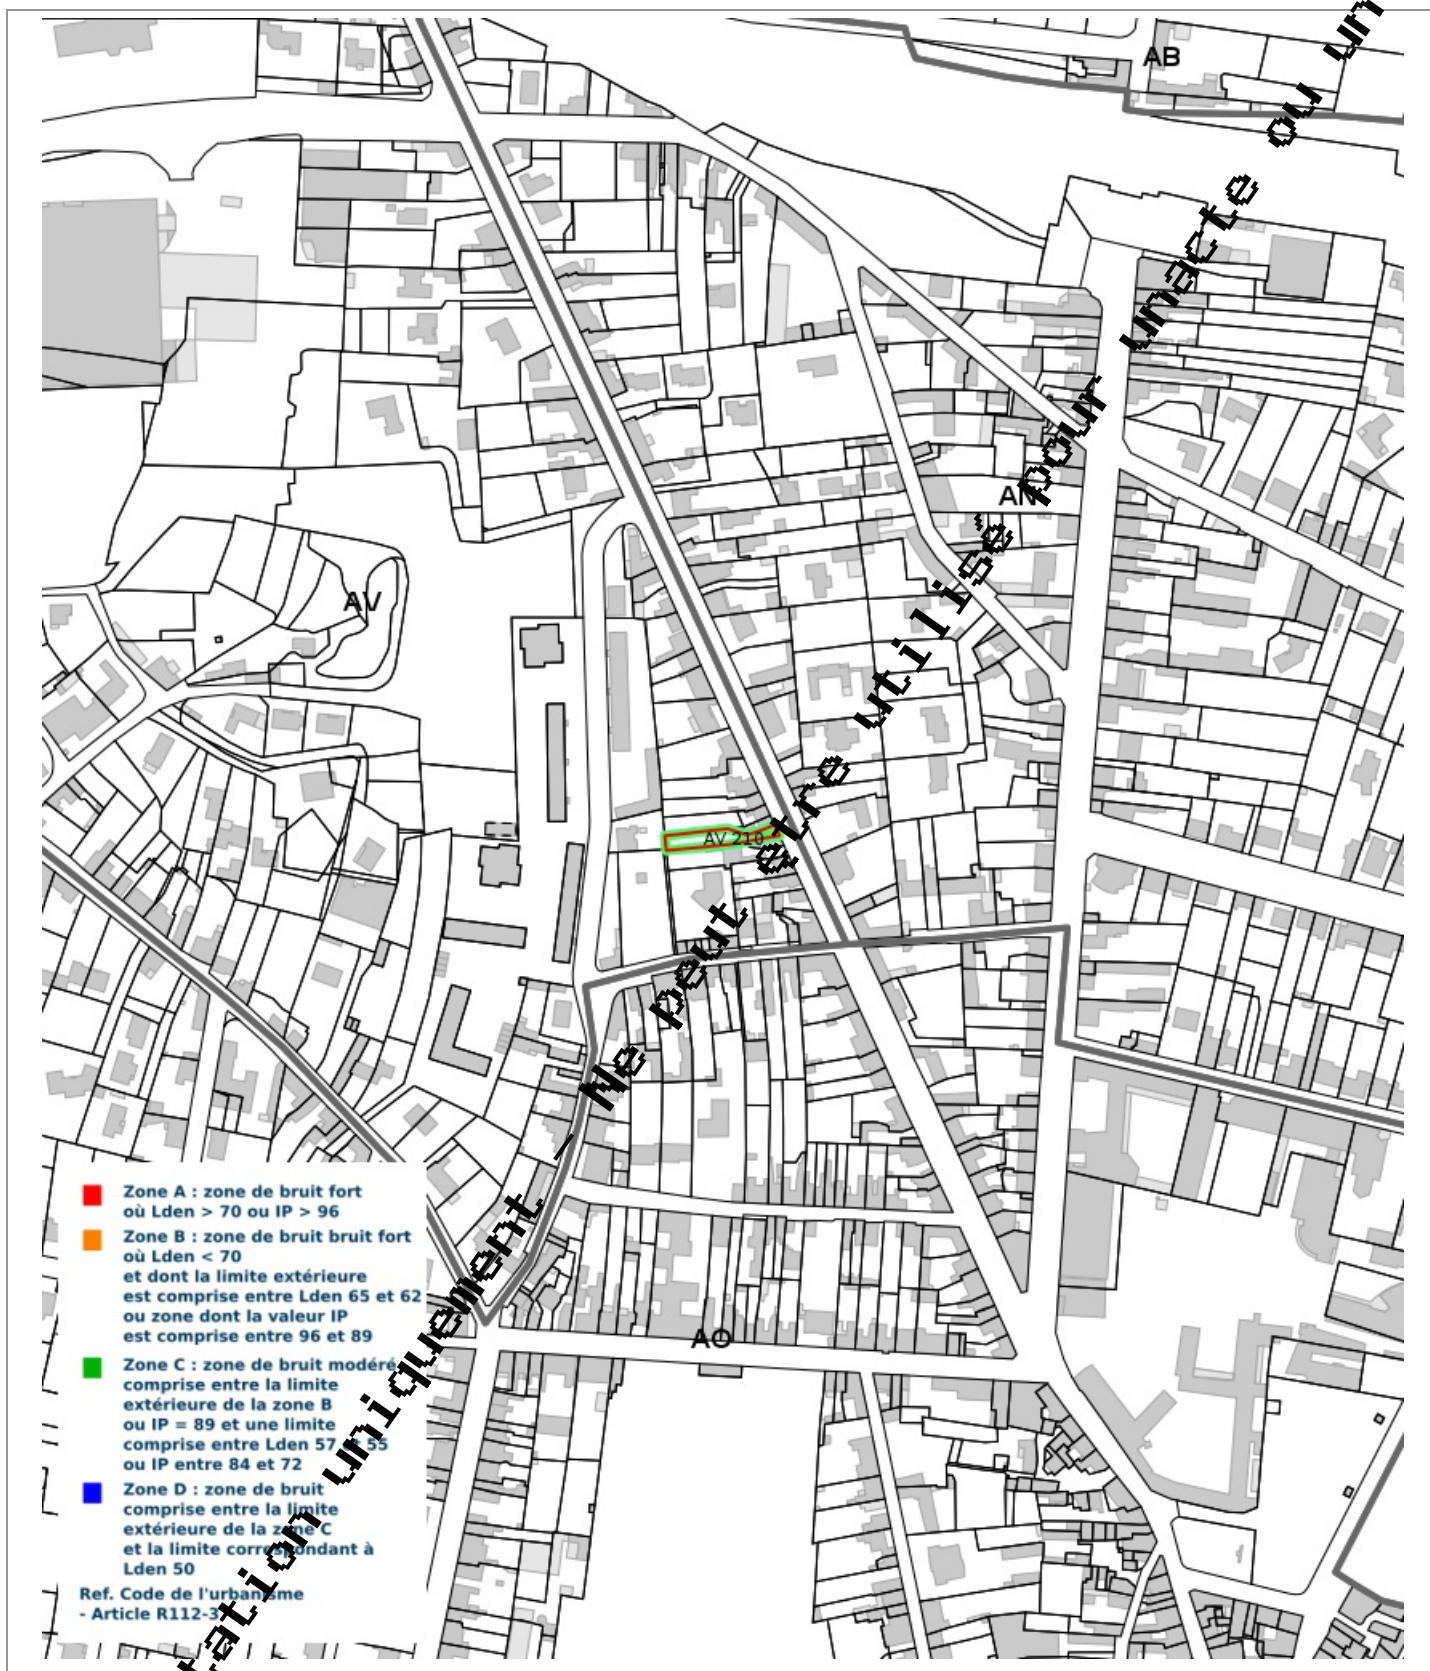 AB
AN
AV
AV 210
AO
Zone A : zone de bruit fort
où Lden > 70 ou IP > 96
Zone B : zone de bruit bruit fort
où Lden < 70
et dont la limite extérieure
est comprise entre Lden 65 et 62
ou zone dont la valeur IP
est comprise entre 96 et 89
Zone C : zone de bruit modéré
comprise entre la limite
extérieure de la zone B
ou IP = 89 et une limite
comprise entre Lden 57 et 55
ou IP entre 84 et 72
Zone D : zone de bruit
comprise entre la limite
extérieure de la zone C
et la limite correspondant à
Lden 50
Ref. Code de l'urbanisme
- Article R112-3
tation uniquement / Ne peut etre utilise pour un acte ou un